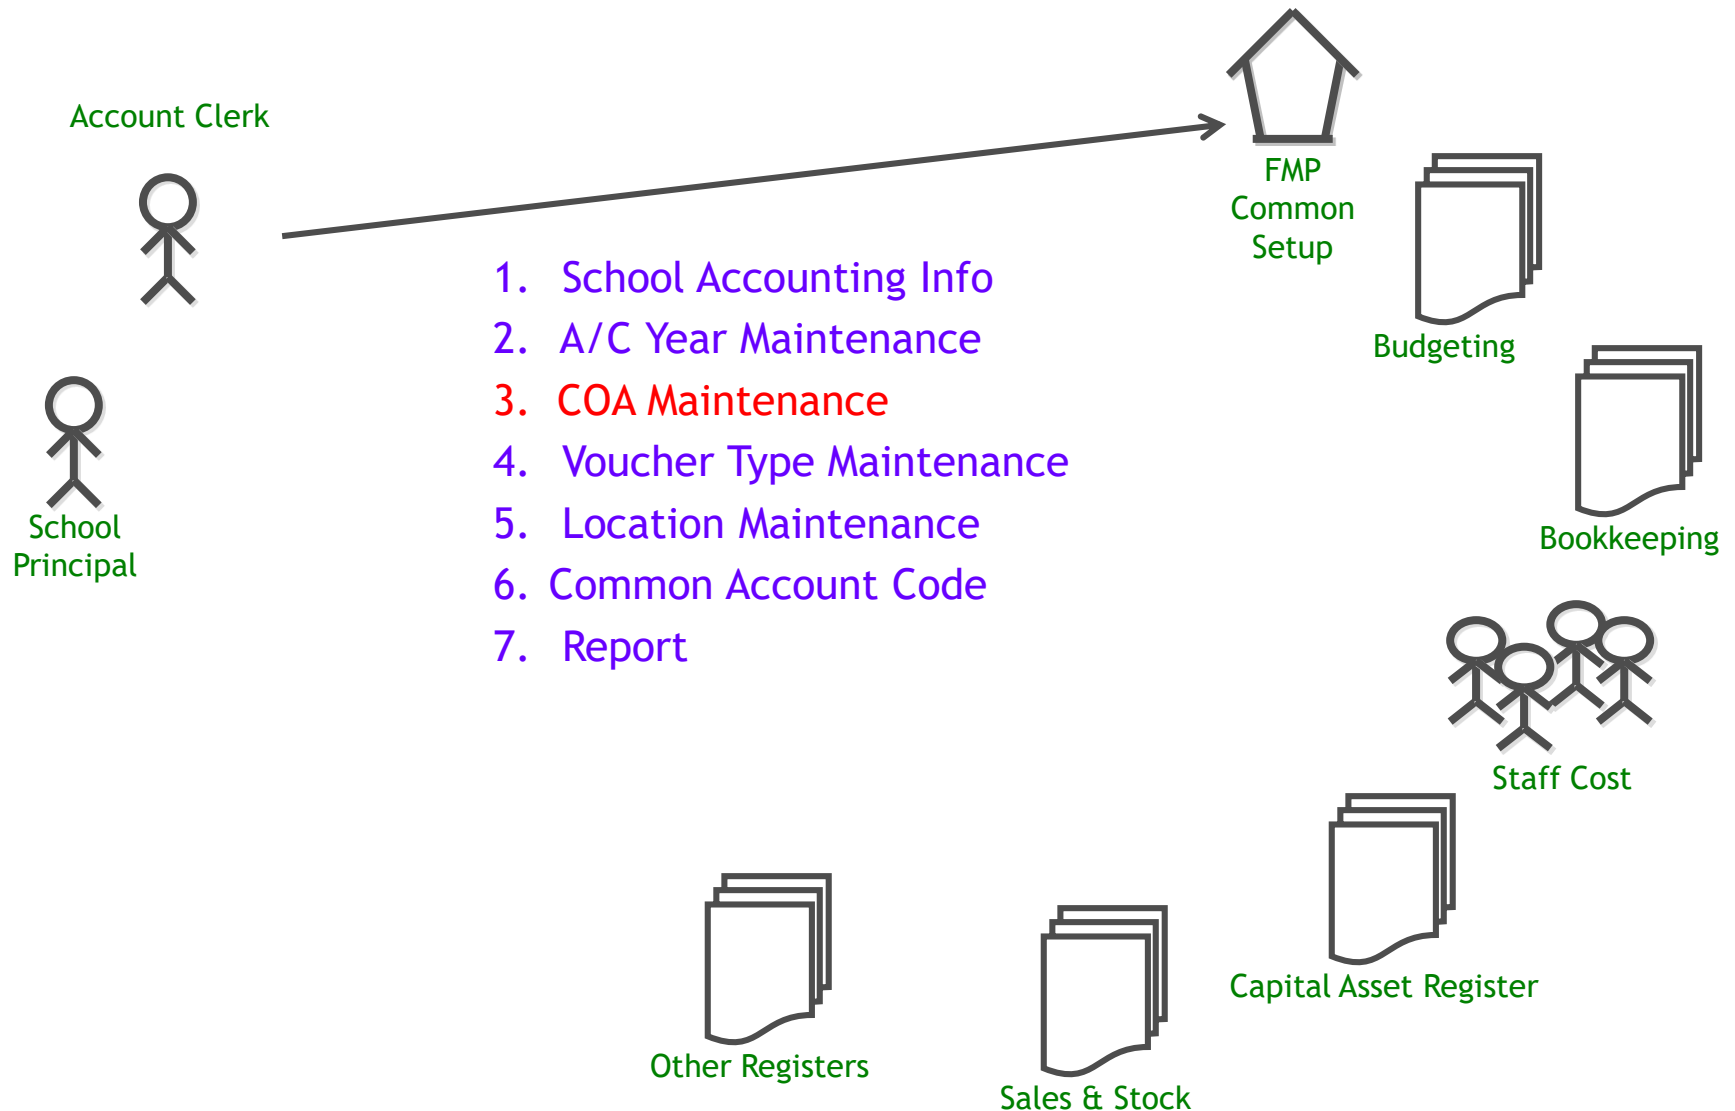 Account Clerk
FMP
Common
Setup
1. School Accounting Info
2. A/C Year Maintenance
3. COA Maintenance
4. Voucher Type Maintenance
5. Location Maintenance
6. Common Account Code
7. Report
Budgeting
School
Principal
Bookkeeping
Staff Cost
Capital Asset Register
Other Registers
Sales & Stock